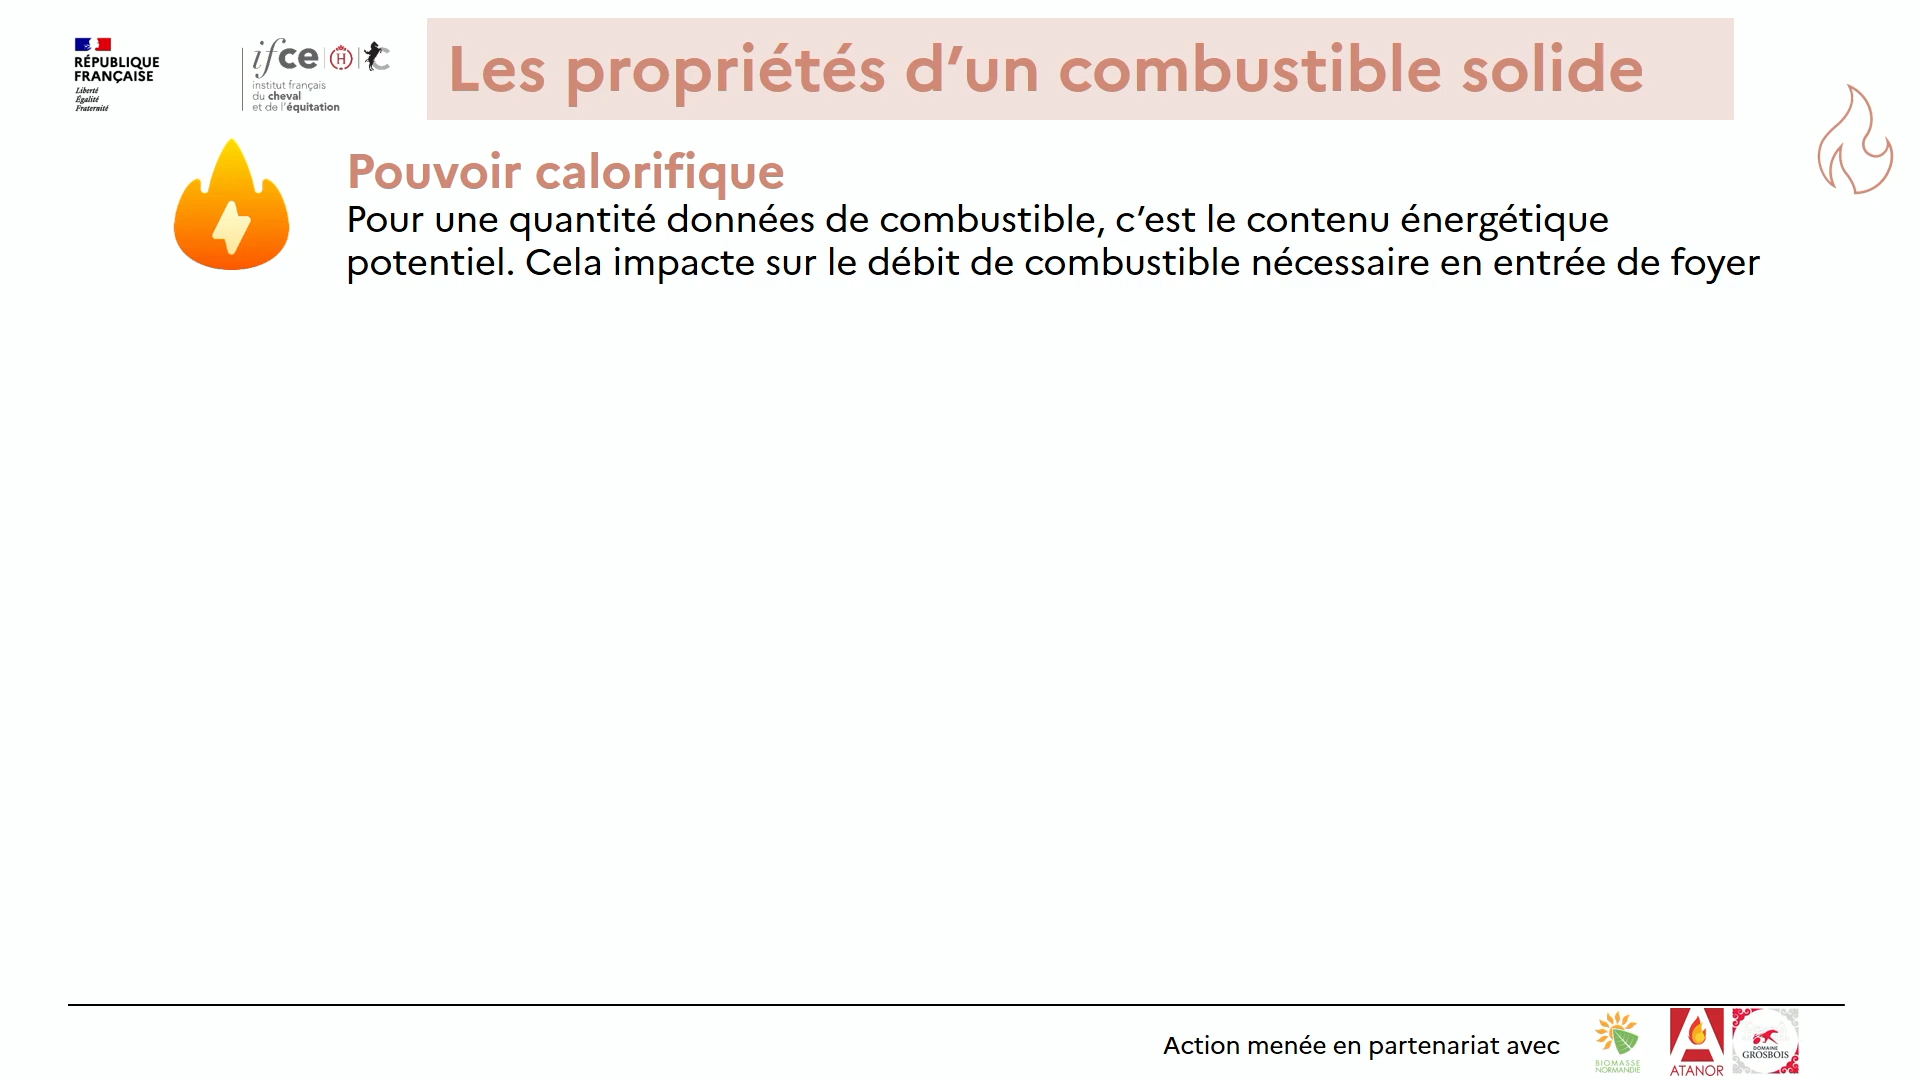 RÉPUBLIQUE
FRANÇAISE
Liberté
Égalité
Fraternité
ifce H C
institut français
du cheval
et de l'équitation
Les propriétés d’un combustible solide
Pouvoir calorifique
Pour une quantité données de combustible, c’est le contenu énergétique
potentiel. Cela impacte sur le débit de combustible nécessaire en entrée de foyer
Action menée en partenariat avec
BIOMASSE
NORMANDIE
ATANOR
DOMAINE
GROSBOIS